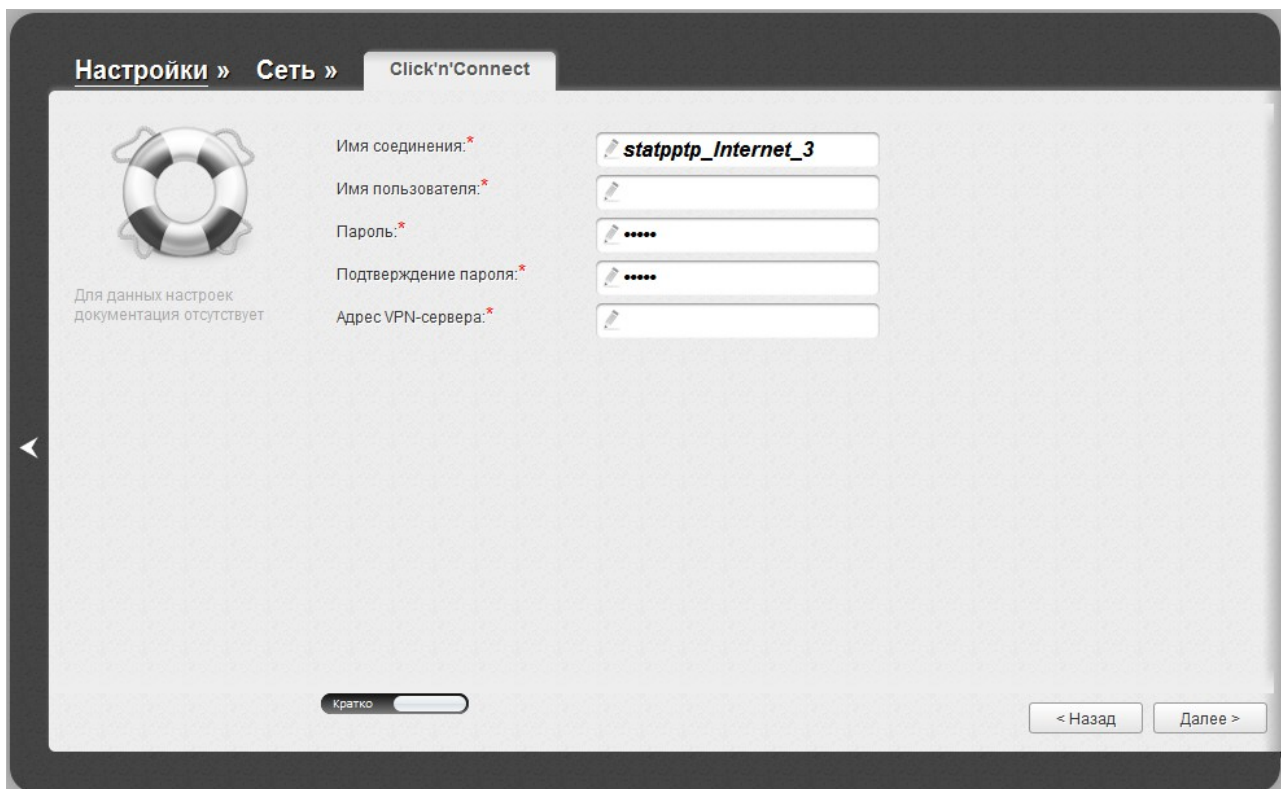 Настройки » Сеть » Click'n'Connect
Имя соединения:* statpptp_Internet_3
Имя пользователя:*
Пароль:* •••••
Подтверждение пароля:* •••••
Для данных настроек
документация отсутствует
Адрес VPN-сервера:*
Кратко
< Назад Далее >